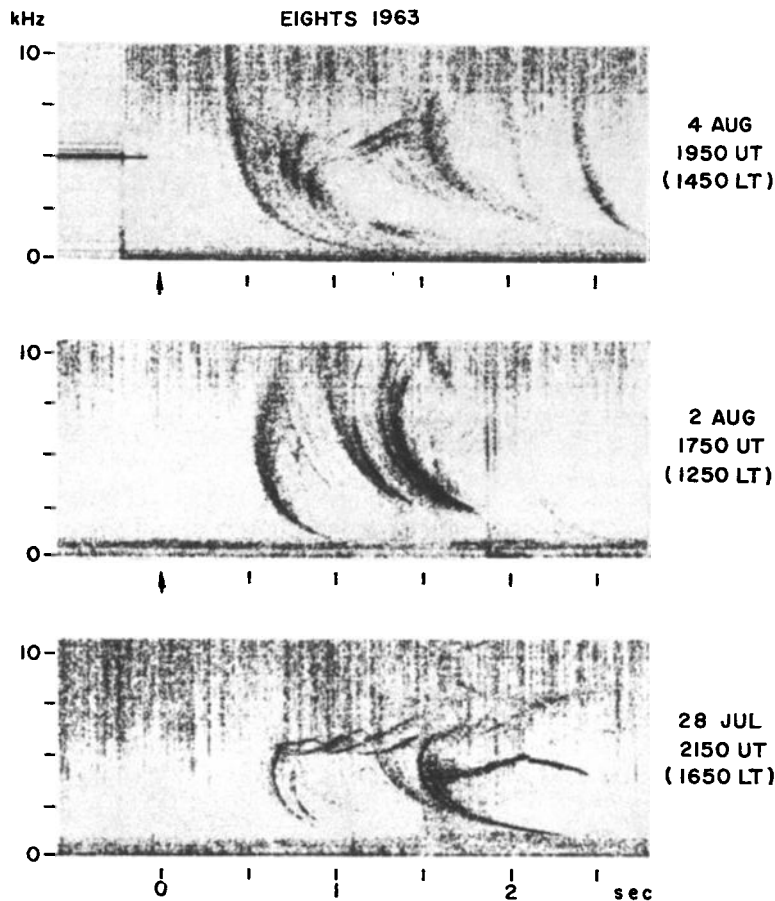 kHz
EIGHTS 1963
10
0
4 AUG
1950 UT
(1450 LT)
10
0
2 AUG
1750 UT
(1250 LT)
10
0
28 JUL
2150 UT
(1650 LT)
0 1 2 sec